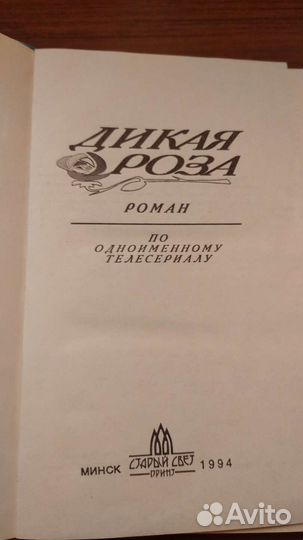 ДИКАЯ
РОЗА
РОМАН
ПО
ОДНОИМЕННОМУ
ТЕЛЕСЕРИАЛУ
СТАРЫЙ СВЕТ
ПРИНТ
МИНСК 1994
Avito